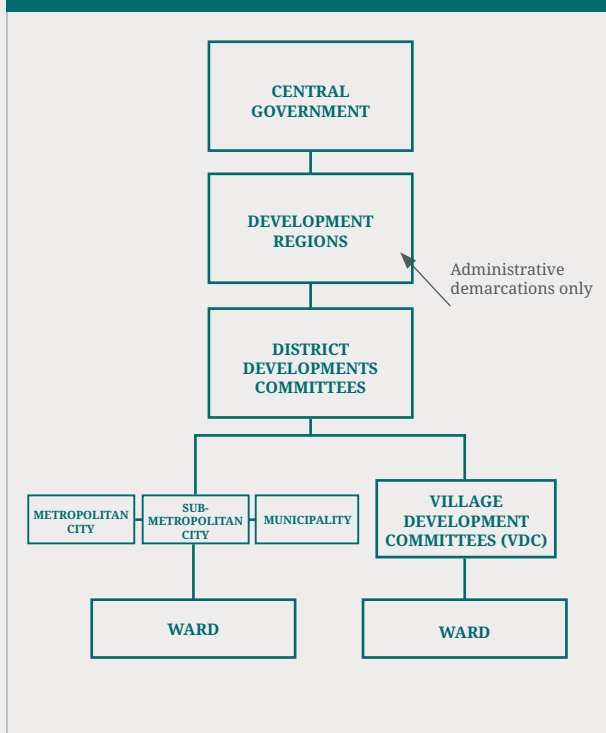 CENTRAL
GOVERNMENT
DEVELOPMENT
REGIONS
Administrative
demarcations only
DISTRICT
DEVELOPMENTS
COMMITTEES
METROPOLITAN
CITY
SUB-
METROPOLITAN
CITY
MUNICIPALITY
VILLAGE
DEVELOPMENT
COMMITTEES (VDC)
WARD
WARD